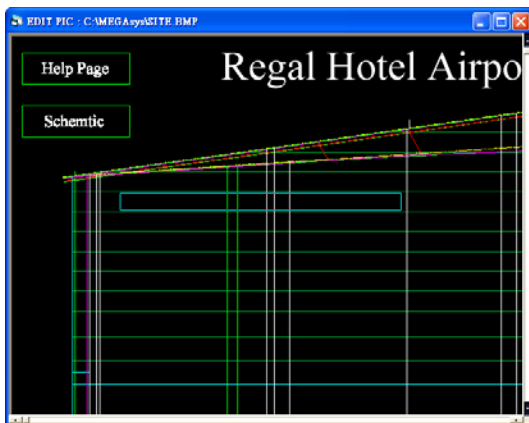 EDIT PIC : C:\MEGAsys\SITE.BMP
Help Page
Regal Hotel Airpo
Schemtic